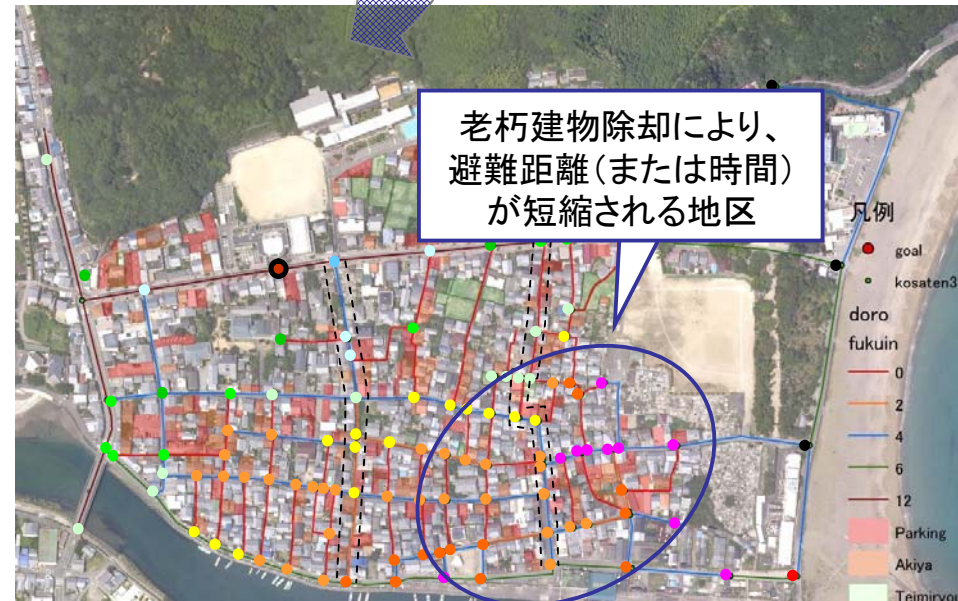 老朽建物除却により、
避難距離(または時間)
が短縮される地区
凡例
goal
kosaten3
doro
fukuin
0
2
4
6
12
Parking
Akiya